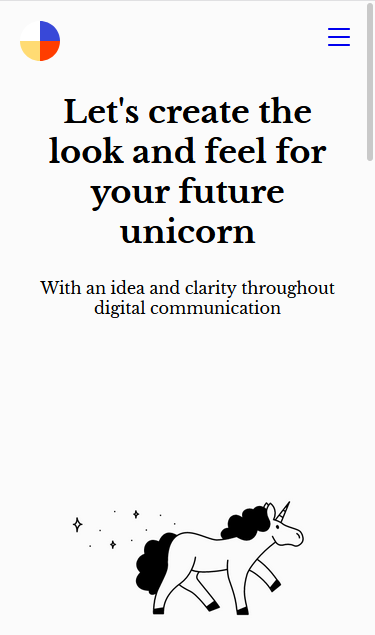 Let's create the
look and feel for
your future
unicorn
With an idea and clarity throughout
digital communication